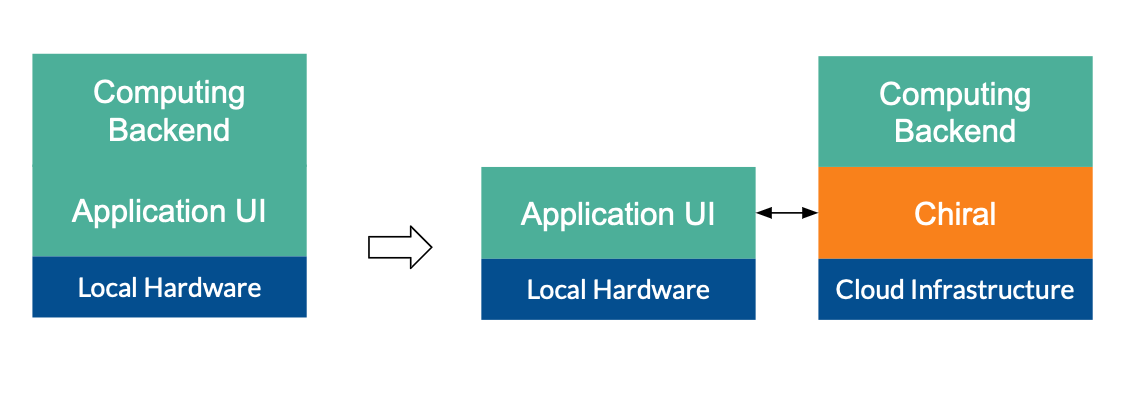 Computing
Backend
Application UI
Local Hardware
Application UI
Local Hardware
Computing
Backend
Chiral
Cloud Infrastructure